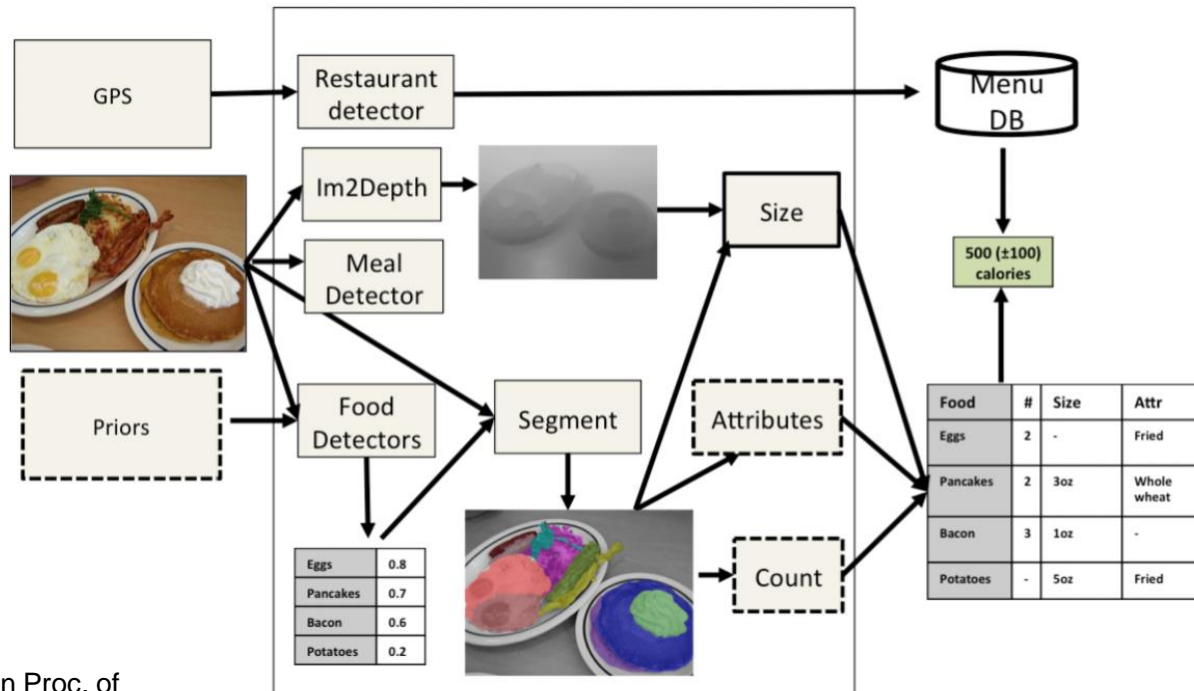 GPS
Restaurant
detector
Menu
DB
Im2Depth
Size
Meal
Detector
500 (±100)
calories
Priors
Food
Detectors
Segment
Attributes
Count
Eggs 0.8
Pancakes 0.7
Bacon 0.6
Potatoes 0.2
Food # Size Attr
Eggs 2 - Fried
Pancakes 2 3oz Whole
wheat
Bacon 3 1oz -
Potatoes - 5oz Fried
n Proc. of